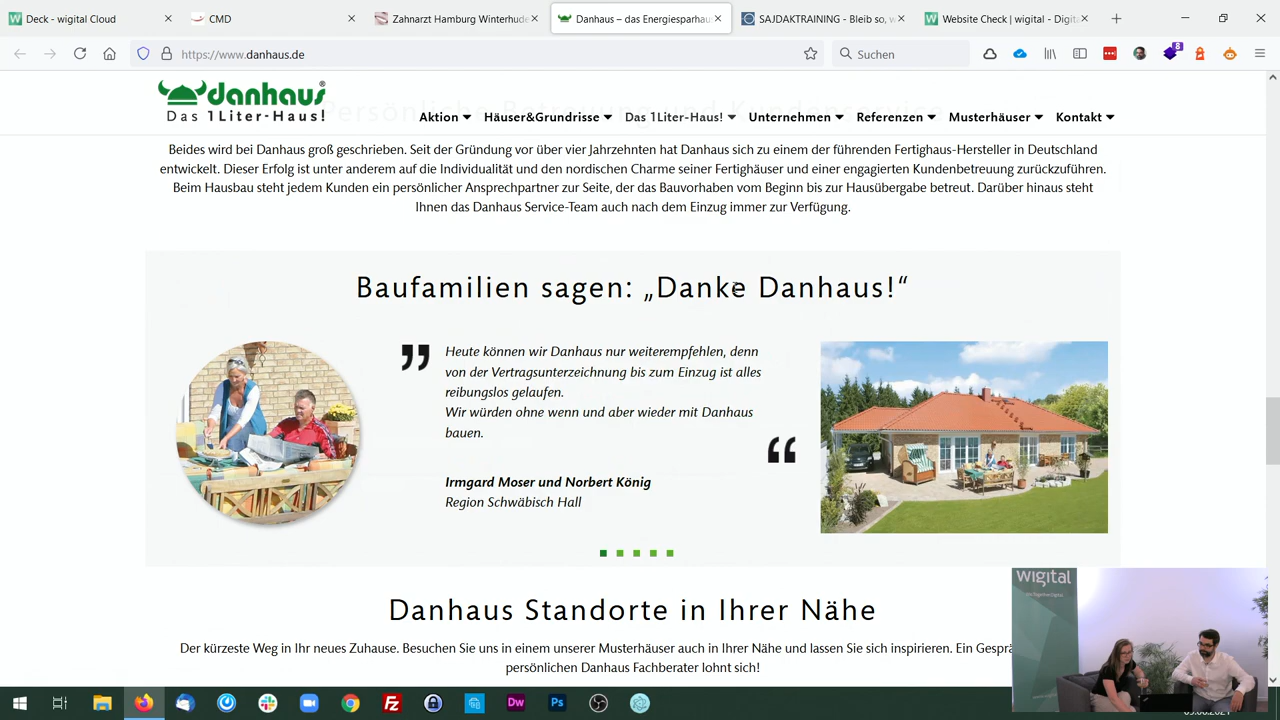 Deck - wigital Cloud
CMD
Zahnarzt Hamburg Winterhude
Danhaus – das Energiesparhaus
SAJDAKTRAINING - Bleib so, w
Website Check | wigital - Digita
https://www.danhaus.de
Suchen
8
danhaus®
Das 1Liter-Haus!
Persönliche Betreuung und Kundenservice
Aktion
Häuser&Grundrisse
Das 1Liter-Haus!
Unternehmen
Referenzen
Musterhäuser
Kontakt
Beides wird bei Danhaus groß geschrieben. Seit der Gründung vor über vier Jahrzehnten hat Danhaus sich zu einem der führenden Fertighaus-Hersteller in Deutschland
entwickelt. Dieser Erfolg ist unter anderem auf die Individualität und den nordischen Charme seiner Fertighäuser und einer engagierten Kundenbetreuung zurückzuführen.
Beim Hausbau steht jedem Kunden ein persönlicher Ansprechpartner zur Seite, der das Bauvorhaben vom Beginn bis zur Hausübergabe betreut. Darüber hinaus steht
Ihnen das Danhaus Service-Team auch nach dem Einzug immer zur Verfügung.
Baufamilien sagen: „Danke Danhaus!“
Heute können wir Danhaus nur weiterempfehlen, denn
von der Vertragsunterzeichnung bis zum Einzug ist alles
reibungslos gelaufen.
Wir würden ohne wenn und aber wieder mit Danhaus
bauen.
Irmgard Moser und Norbert König
Region Schwäbisch Hall
Danhaus Standorte in Ihrer Nähe
Der kürzeste Weg in Ihr neues Zuhause. Besuchen Sie uns in einem unserer Musterhäuser auch in Ihrer Nähe und lassen Sie sich inspirieren. Ein Gesprä
persönlichen Danhaus Fachberater lohnt sich!
wigital
Dw
Ps